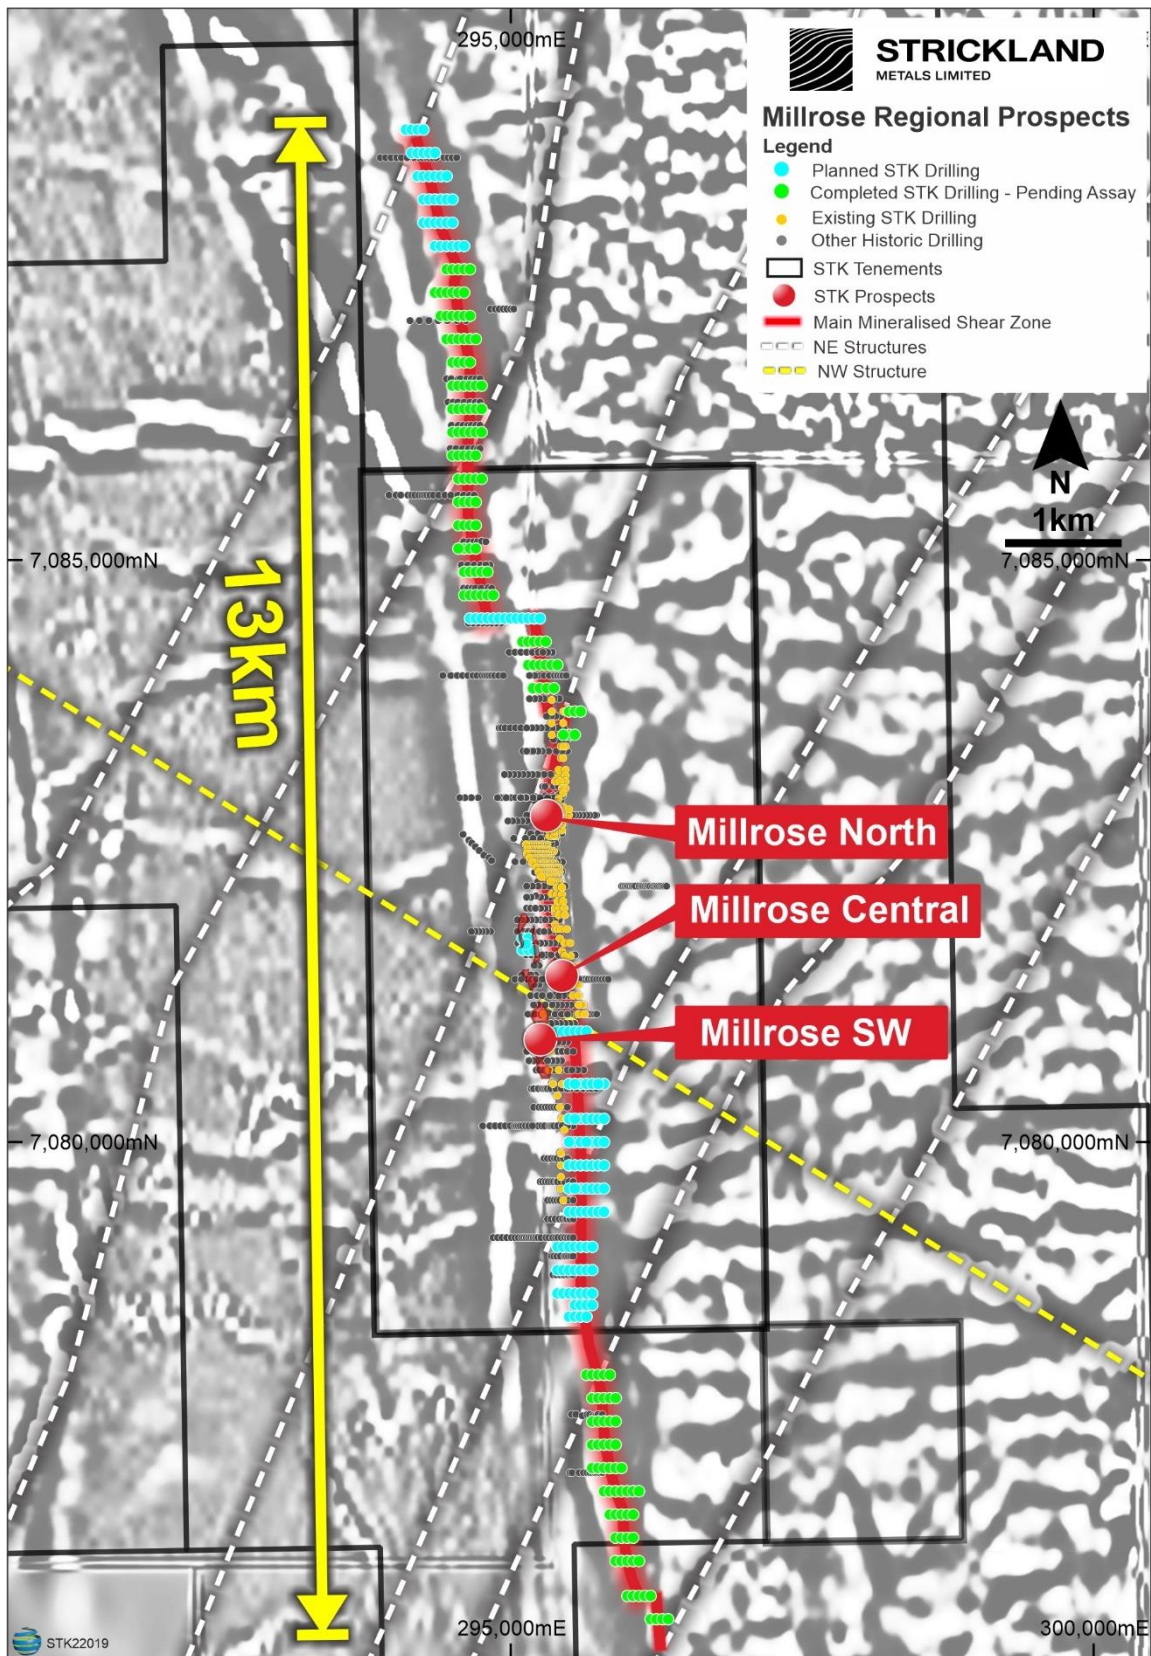 295,000mE
STRICKLAND
METALS LIMITED
Millrose Regional Prospects
Legend
Planned STK Drilling
Completed STK Drilling - Pending Assay
Existing STK Drilling
Other Historic Drilling
STK Tenements
STK Prospects
Main Mineralised Shear Zone
NE Structures
NW Structure
N
1km
7,085,000mN
7,085,000mN
13km
Millrose North
Millrose Central
Millrose SW
7,080,000mN
7,080,000mN
295,000mE
300,000mE
STK22019